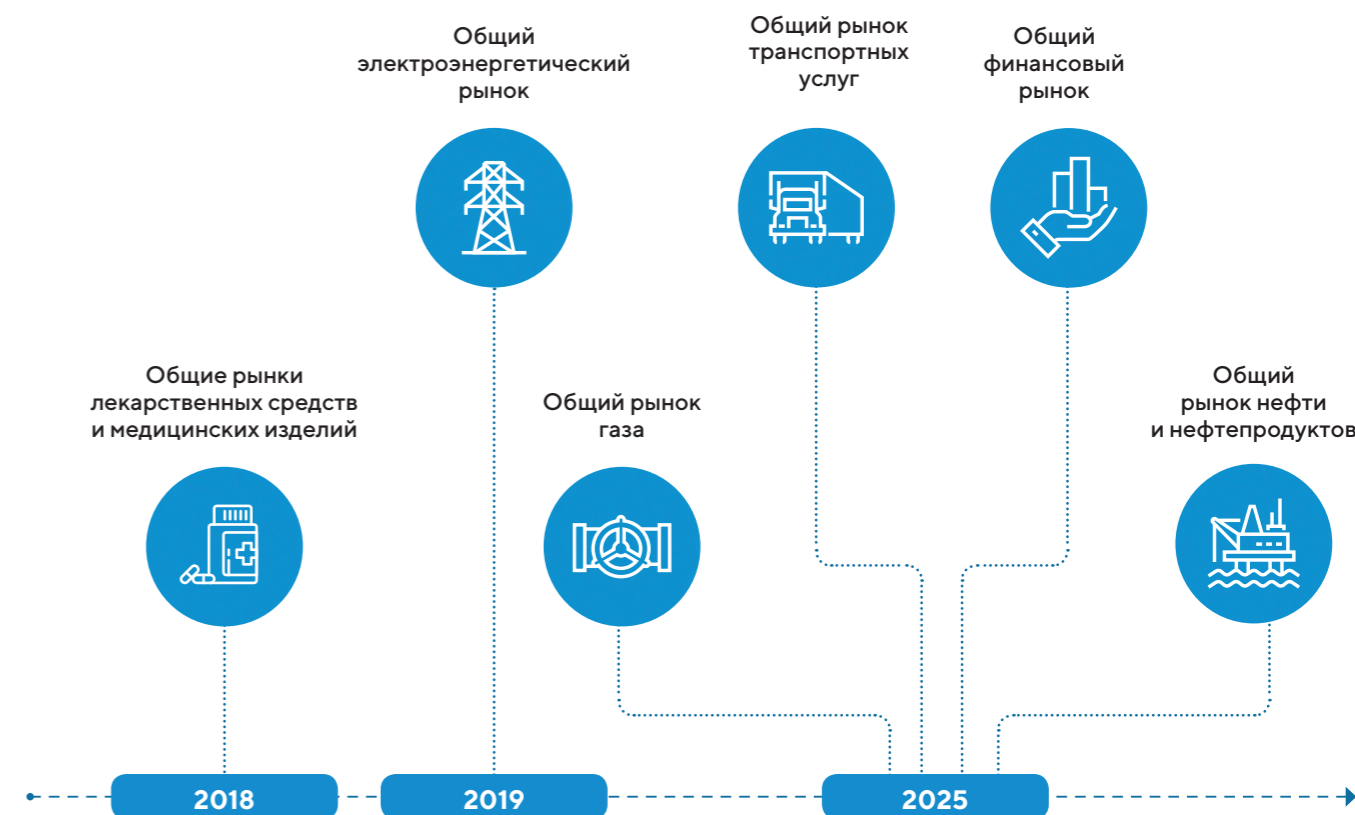 Общий
электроэнергетический
рынок
Общий рынок
транспортных
услуг
Общий
финансовый
рынок
Общие рынки
лекарственных средств
и медицинских изделий
Общий рынок
газа
Общий
рынок нефти
и нефтепродуктов
2018
2019
2025